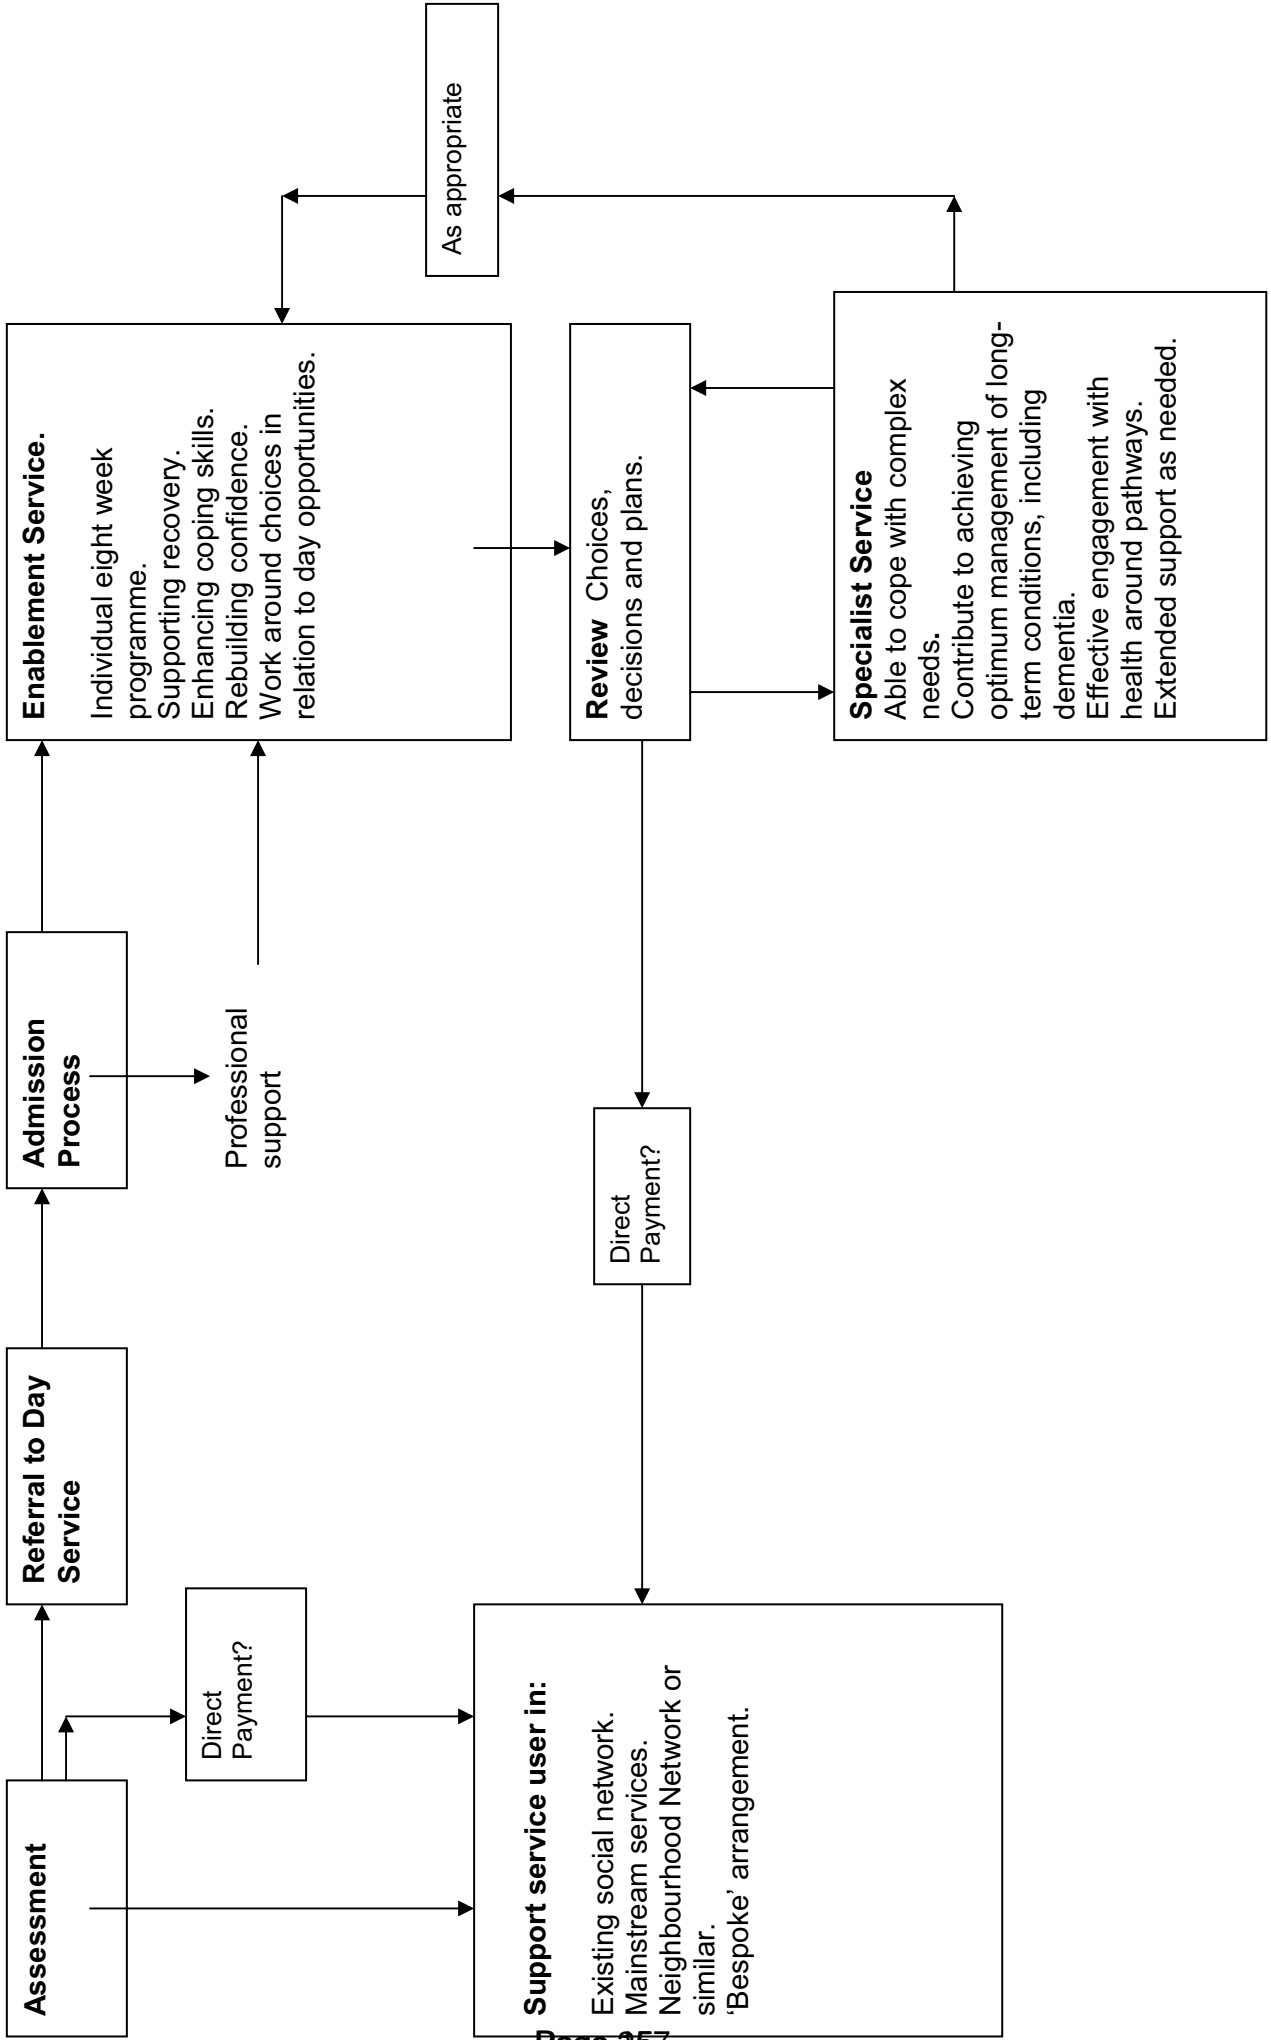 Assessment
Referral to Day
Service
Admission
Process
Enablement Service.
Individual eight week
programme.
Supporting recovery.
Enhancing coping skills.
Rebuilding confidence.
Work around choices in
relation to day opportunities.
Direct
Payment?
Professional
support
As appropriate
Support service user in:
Existing social network.
Mainstream services.
Neighbourhood Network or
similar.
‘Bespoke’ arrangement.
Direct
Payment?
Review Choices,
decisions and plans.
Specialist Service
Able to cope with complex
needs.
Contribute to achieving
optimum management of long-
term conditions, including
dementia.
Effective engagement with
health around pathways.
Extended support as needed.
Page